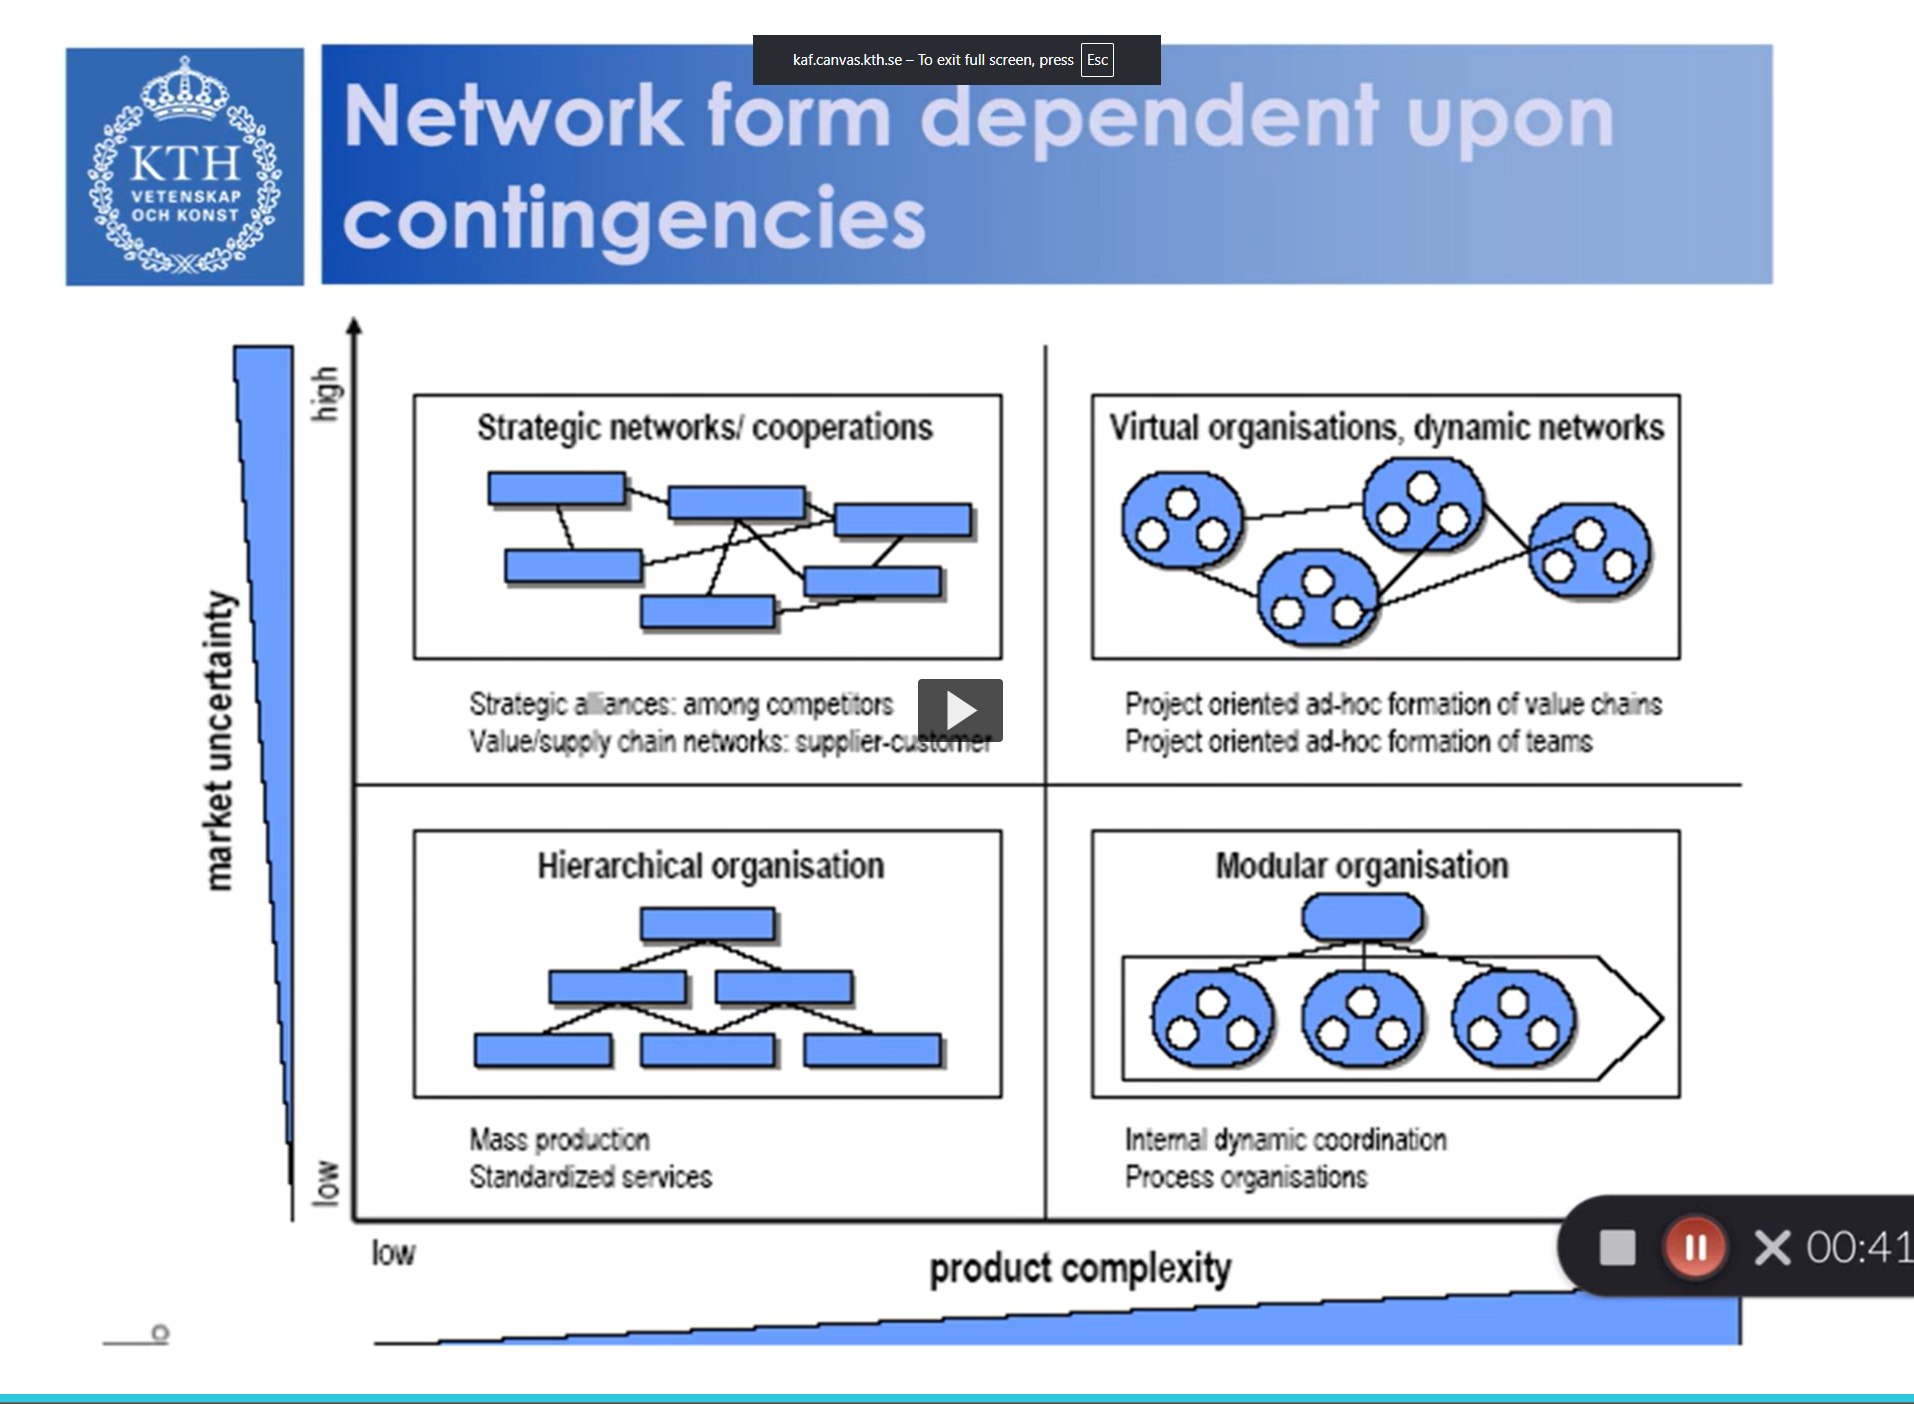 kaf.canvas.kth.se – To exit full screen, press Esc
KTH
VETENSKAP
OCH KONST
Network form dependent upon
contingencies
high
market uncertainty
low
Strategic networks/ cooperations
Strategic alliances: among competitors
Value/supply chain networks: supplier-customer
Virtual organisations, dynamic networks
Project oriented ad-hoc formation of value chains
Project oriented ad-hoc formation of teams
Hierarchical organisation
Mass production
Standardized services
Modular organisation
Internal dynamic coordination
Process organisations
low
product complexity
00:41